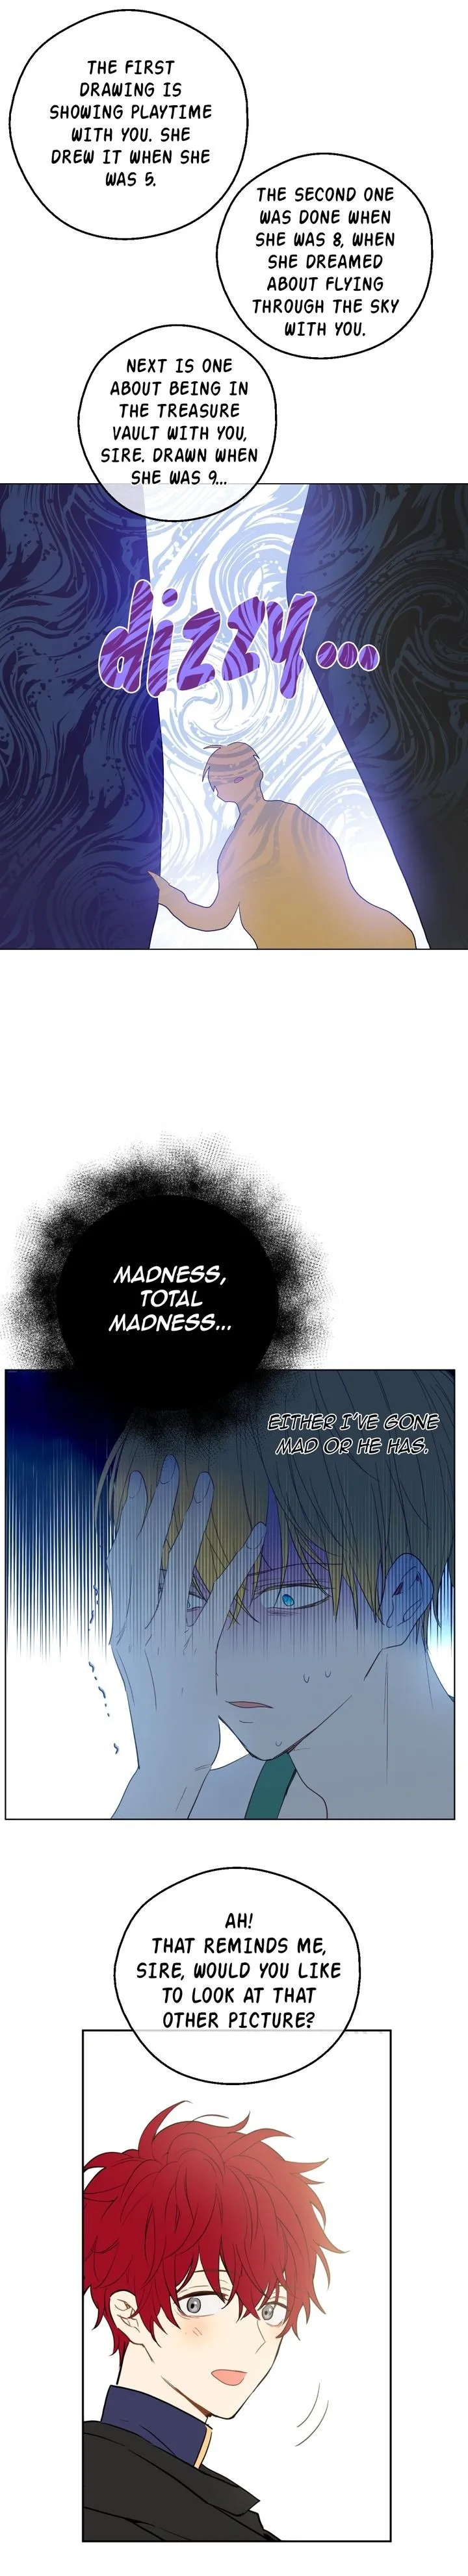 THE FIRST
DRAWING IS
SHOWING PLAYTIME
WITH YOU. SHE
DREW IT WHEN SHE
WAS 5.
THE SECOND ONE
WAS DONE WHEN
SHE WAS 8, WHEN
SHE DREAMED
ABOUT FLYING
THROUGH THE SKY
WITH YOU.
NEXT IS ONE
ABOUT BEING IN
THE TREASURE
VAULT WITH YOU,
SIRE. DRAWN WHEN
SHE WAS 9...
dizzy...
MADNESS,
TOTAL
MADNESS...
EITHER I'VE GONE
MAD OR HE HAS.
AH!
THAT REMINDS ME,
SIRE, WOULD YOU LIKE
TO LOOK AT THAT
OTHER PICTURE?